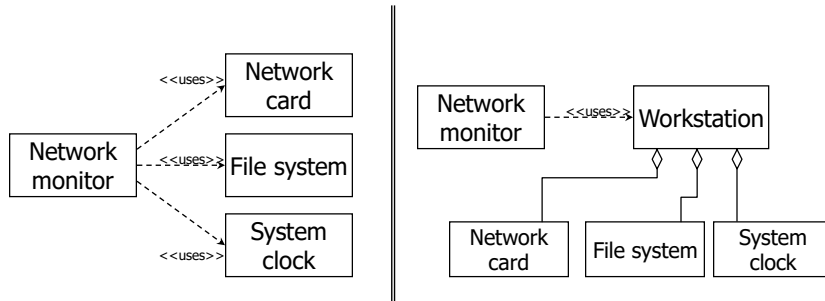 <<uses>>
Network
card
Network
monitor
<<uses>>
File system
<<uses>>
System
clock
Network
monitor
<<uses>>
Workstation
Network
card
File system
System
clock